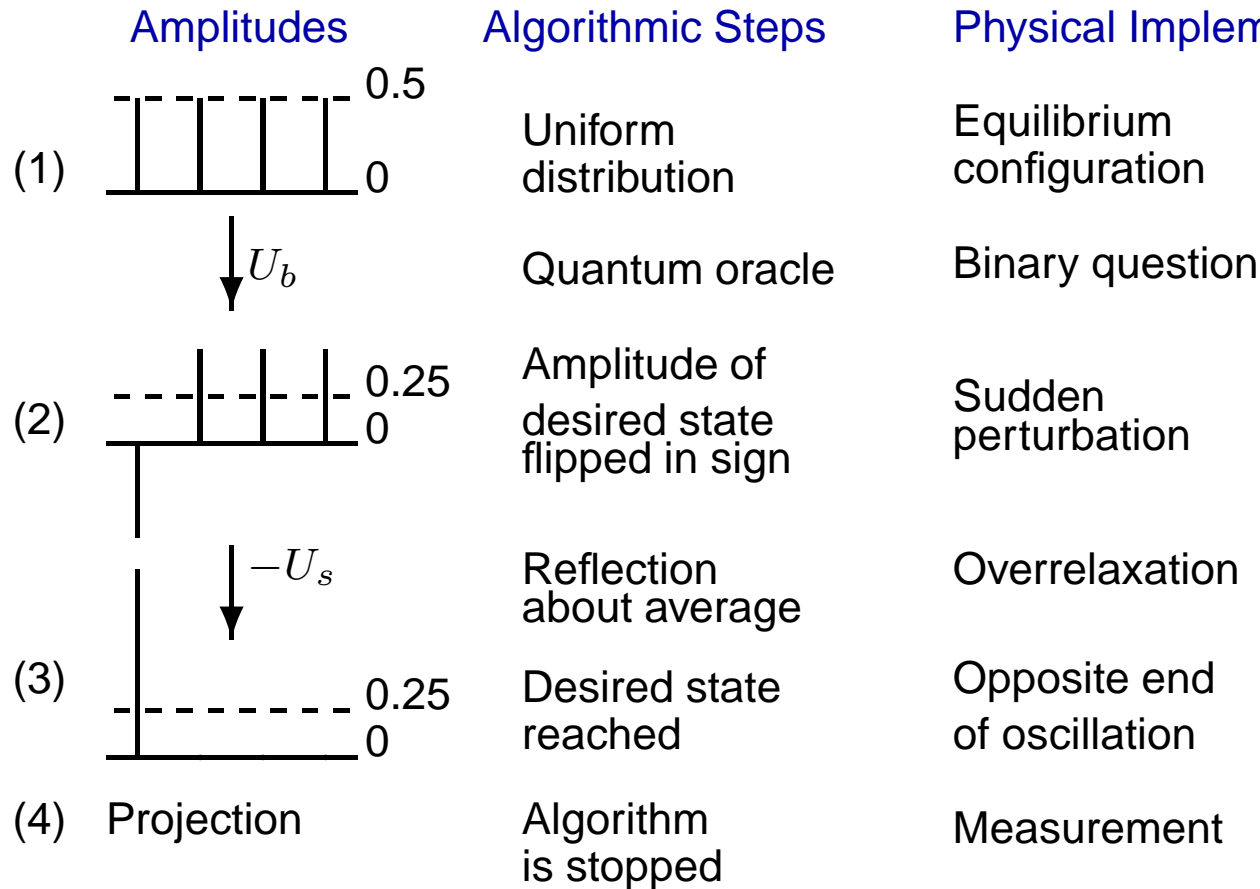 Amplitudes Algorithmic Steps Physical Implem
0.5
Uniform Equilibrium
(1) 0 distribution configuration
U_b Quantum oracle Binary question
Amplitude of
0.25 Sudden
(2) 0 desired state perturbation
flipped in sign
−U_s Reflection Overrelaxation
about average
(3) 0.25 Desired state Opposite end
0 reached of oscillation
(4) Projection Algorithm Measurement
is stopped